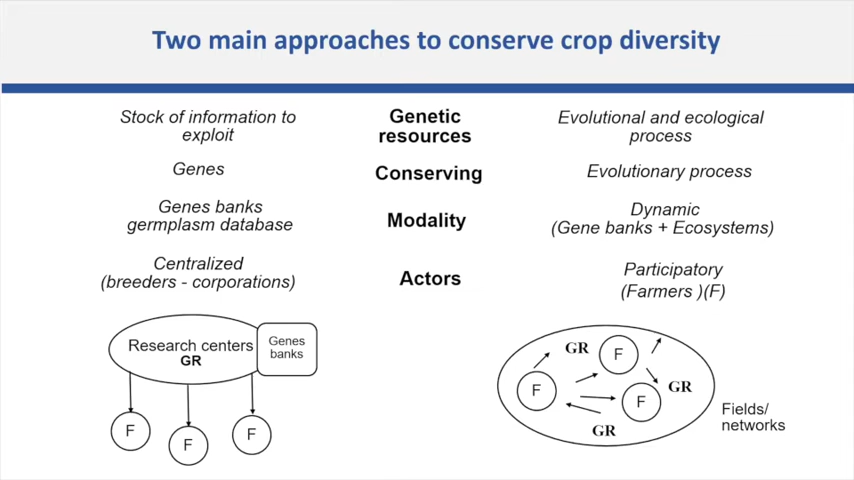 Two main approaches to conserve crop diversity
Stock of information to
exploit
Genetic
resources
Evolutional and ecological
process
Genes
Conserving
Evolutionary process
Genes banks
germplasm database
Modality
Dynamic
(Gene banks + Ecosystems)
Centralized
(breeders - corporations)
Actors
Participatory
(Farmers )(F)
Research centers
GR
Genes
banks
F
F
F
GR
F
F
GR
F
GR
Fields/
networks